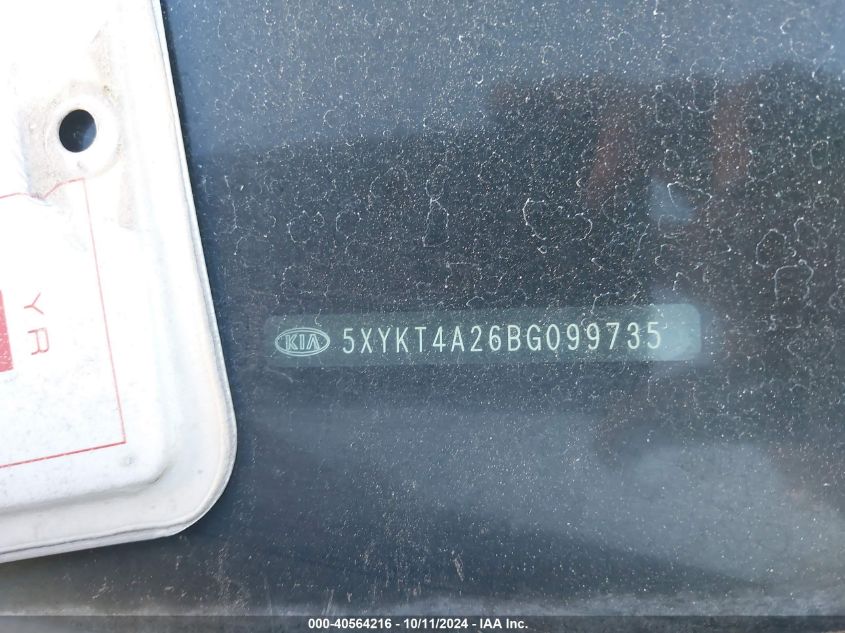 YR
KIA 5XYKT4A26BG099735
000-40564216 - 10/11/2024 - IAA Inc.